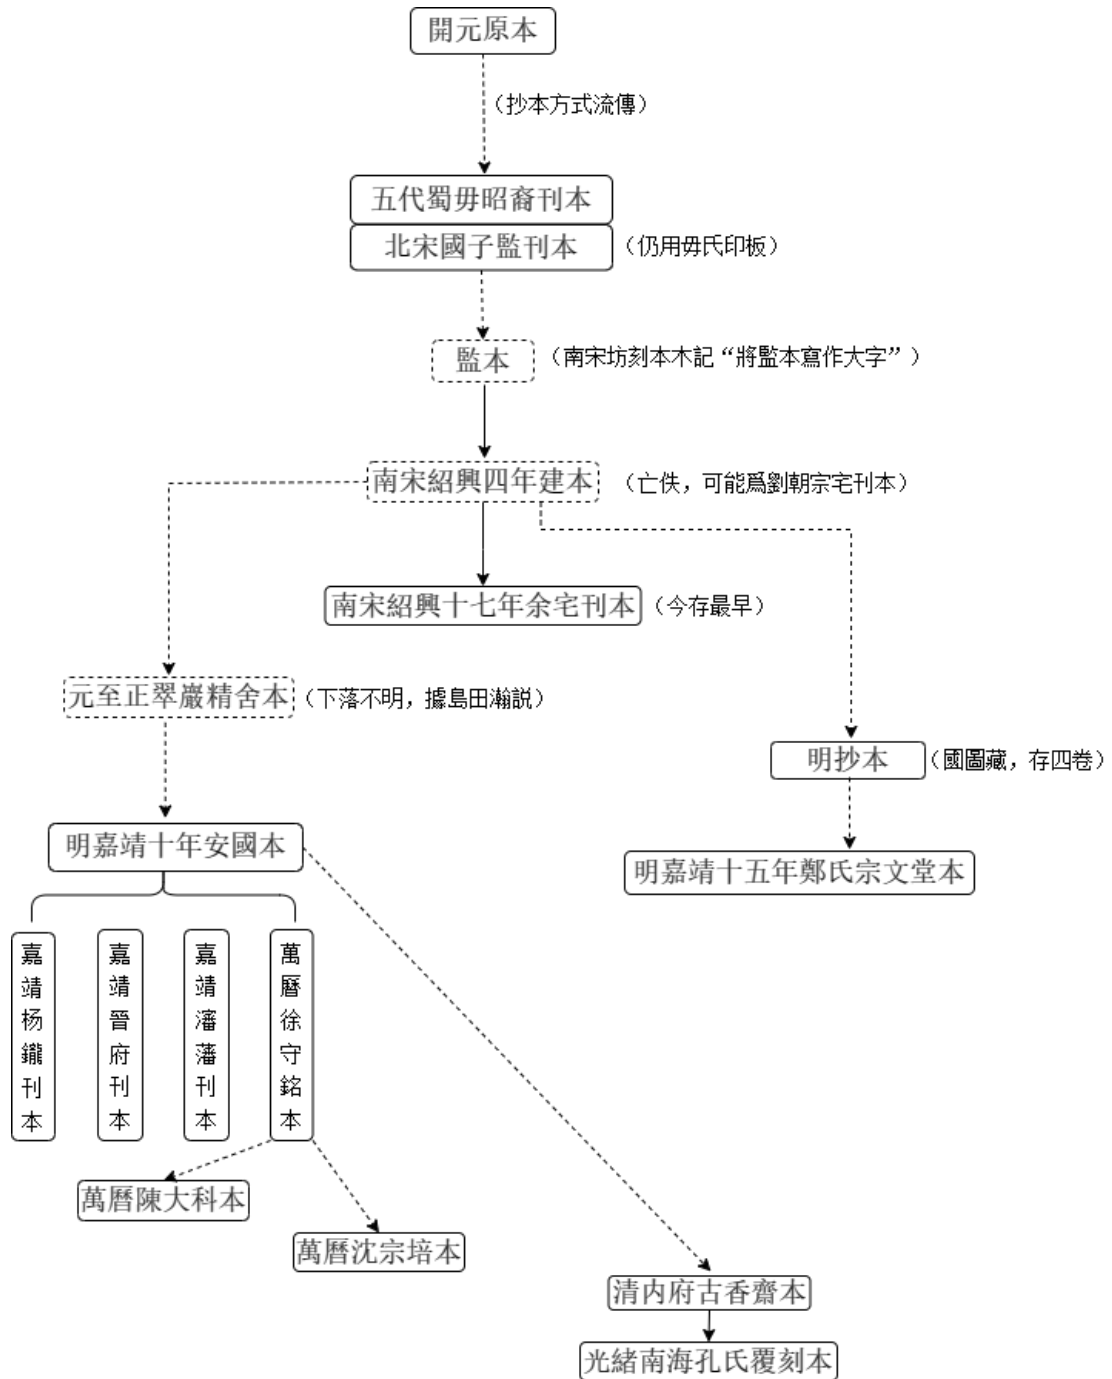 開元原本
（抄本方式流傳）
五代蜀毋昭裔刊本
北宋國子監刊本
（仍用毋氏印板）
監本
（南宋坊刻本木記“將監本寫作大字”）
南宋紹興四年建本
（亡佚，可能爲劉朝宗宅刊本）
南宋紹興十七年余宅刊本
（今存最早）
元至正翠巖精舍本
（下落不明，據島田瀚説）
明抄本
（國圖藏，存四卷）
明嘉靖十年安國本
明嘉靖十五年鄭氏宗文堂本
嘉靖杨鑨刊本
嘉靖晉府刊本
嘉靖瀋藩刊本
萬曆徐守銘本
萬曆陳大科本
萬曆沈宗培本
清内府古香齋本
光緒南海孔氏覆刻本